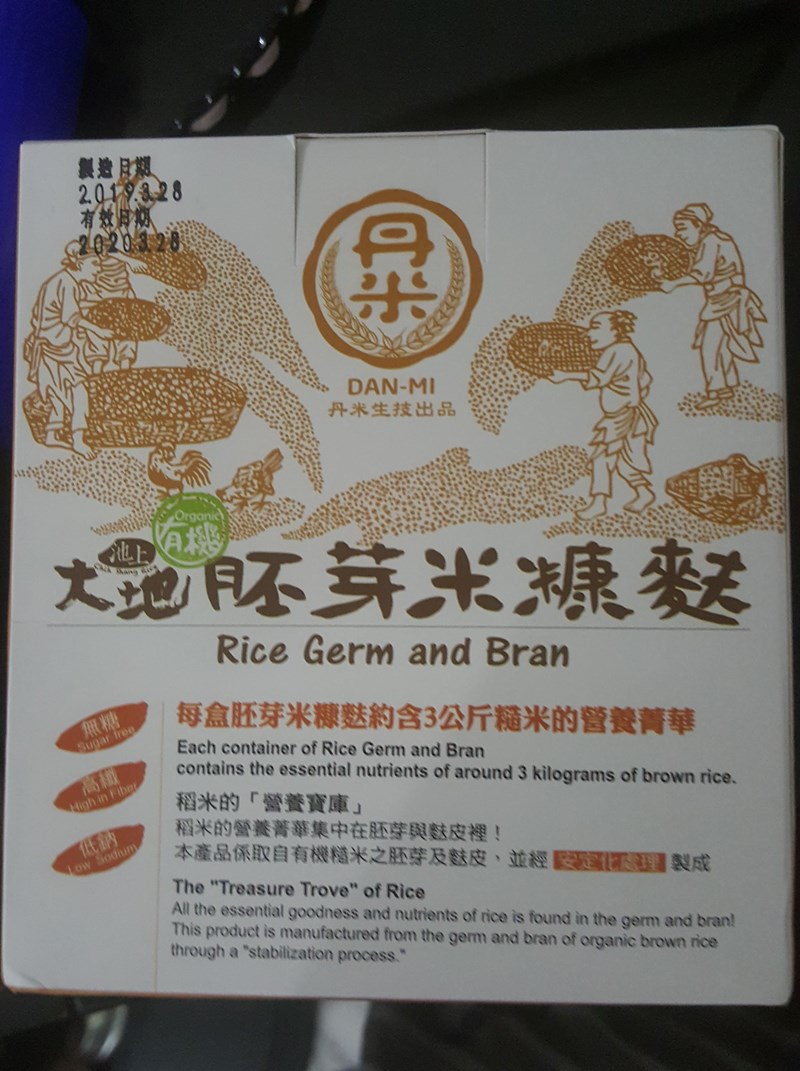 製造日期
2019.3.28
有效日期
2020.3.28
丹米
DAN-MI
丹米生技出品
Organic
有機
池上
Chih Shang Rice
大地胚芽米糠麩
Rice Germ and Bran
無糖
Sugar free
高纖
High in Fiber
低鈉
Low Sodium
每盒胚芽米糠麩約含3公斤糙米的營養菁華
Each container of Rice Germ and Bran
contains the essential nutrients of around 3 kilograms of brown rice.
稻米的「營養寶庫」
稻米的營養菁華集中在胚芽與麩皮裡！
本產品係取自有機糙米之胚芽及麩皮，並經 安定化處理 製成
The "Treasure Trove" of Rice
All the essential goodness and nutrients of rice is found in the germ and bran!
This product is manufactured from the germ and bran of organic brown rice
through a "stabilization process."